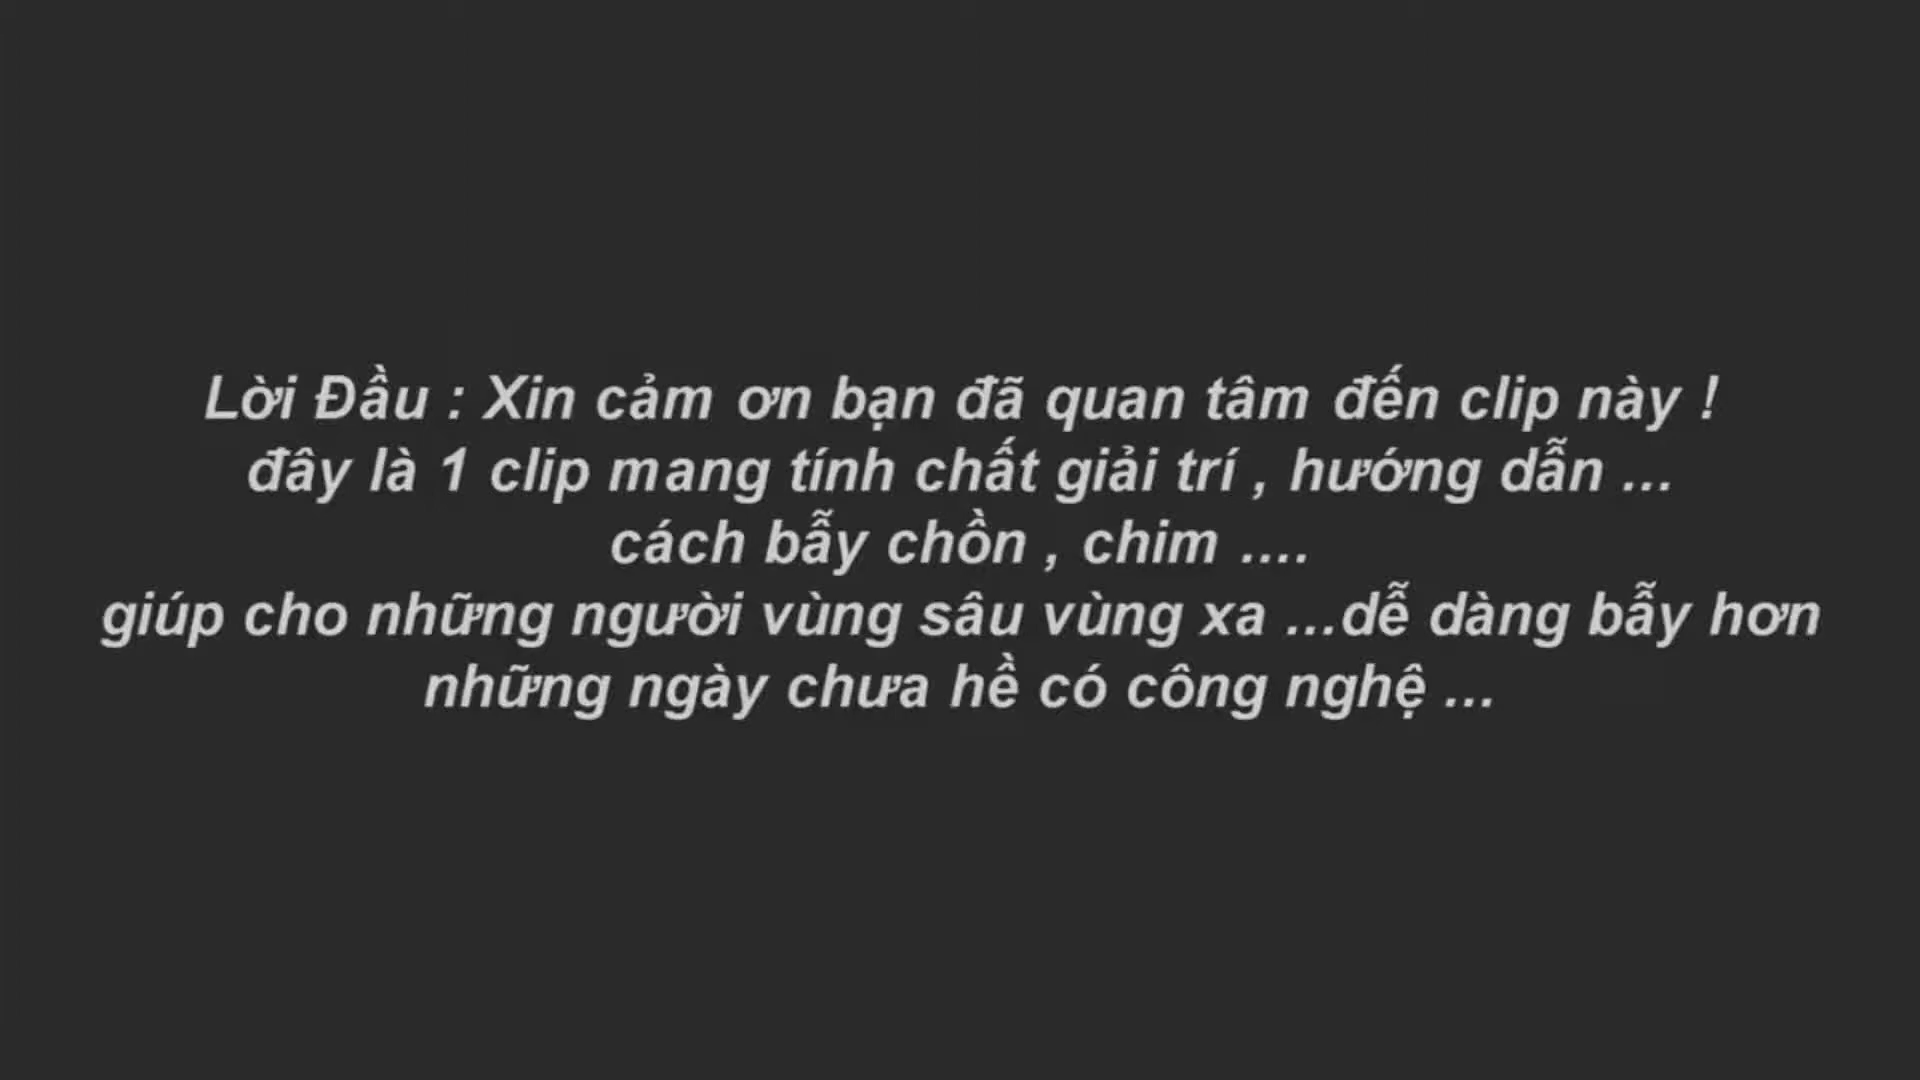 Lời Đầu : Xin cảm ơn bạn đã quan tâm đến clip này !
đây là 1 clip mang tính chất giải trí , hướng dẫn ...
cách bẫy chồn , chim ....
giúp cho những người vùng sâu vùng xa ...dễ dàng bẫy hơn
những ngày chưa hề có công nghệ ...